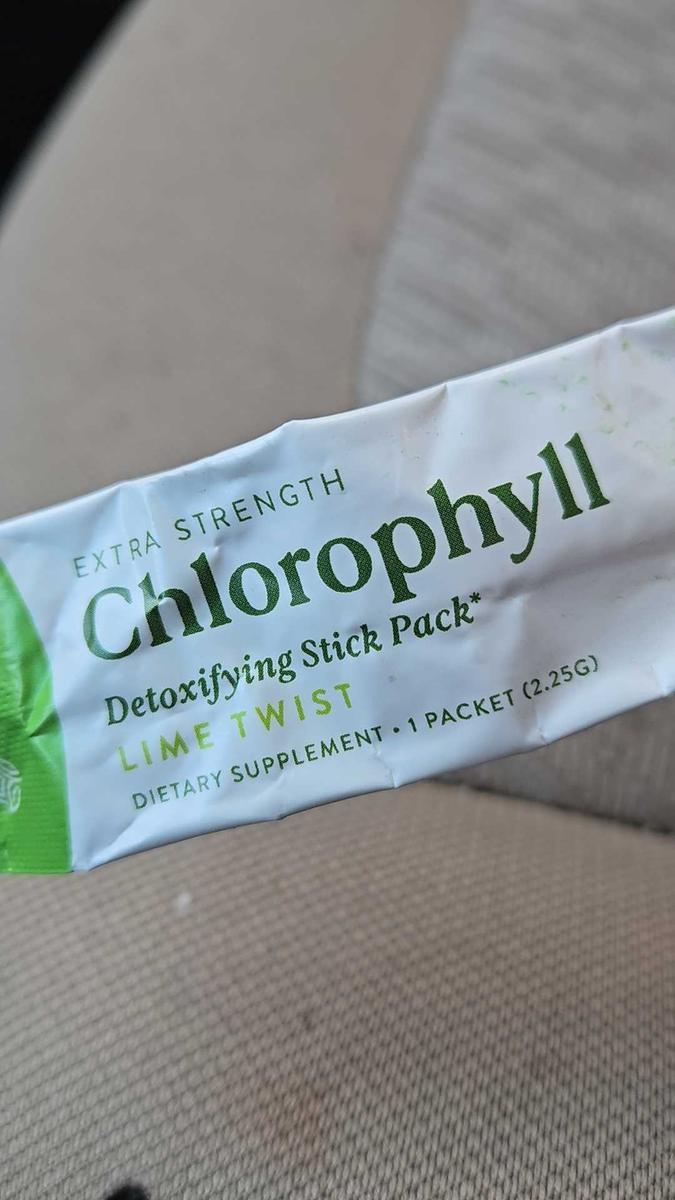 EXTRA STRENGTH
Chlorophyll
Detoxifying Stick Pack*
LIME TWIST
DIETARY SUPPLEMENT • 1 PACKET (2.25G)